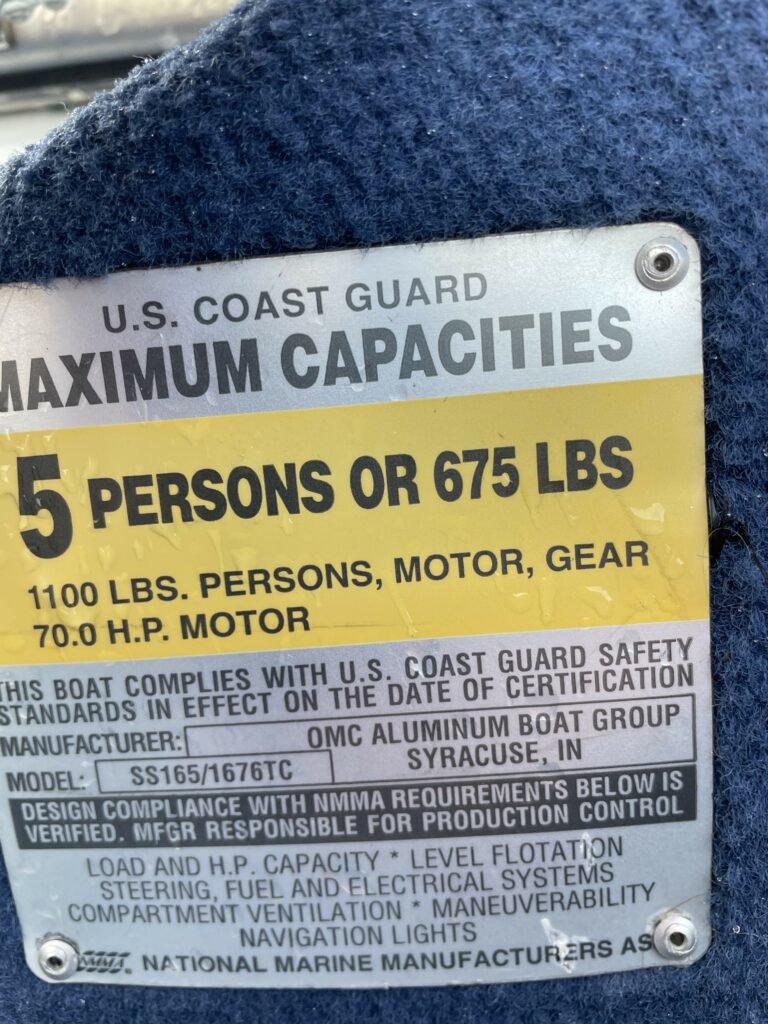 U.S. COAST GUARD
MAXIMUM CAPACITIES
5 PERSONS OR 675 LBS
1100 LBS. PERSONS, MOTOR, GEAR
70.0 H.P. MOTOR
THIS BOAT COMPLIES WITH U.S. COAST GUARD SAFETY
STANDARDS IN EFFECT ON THE DATE OF CERTIFICATION
MANUFACTURER: OMC ALUMINUM BOAT GROUP
SYRACUSE, IN
MODEL: SS165/1676TC
DESIGN COMPLIANCE WITH NMMA REQUIREMENTS BELOW IS
VERIFIED. MFGR RESPONSIBLE FOR PRODUCTION CONTROL
LOAD AND H.P. CAPACITY * LEVEL FLOTATION
STEERING, FUEL AND ELECTRICAL SYSTEMS
COMPARTMENT VENTILATION * MANEUVERABILITY
NAVIGATION LIGHTS
NMMA. NATIONAL MARINE MANUFACTURERS AS